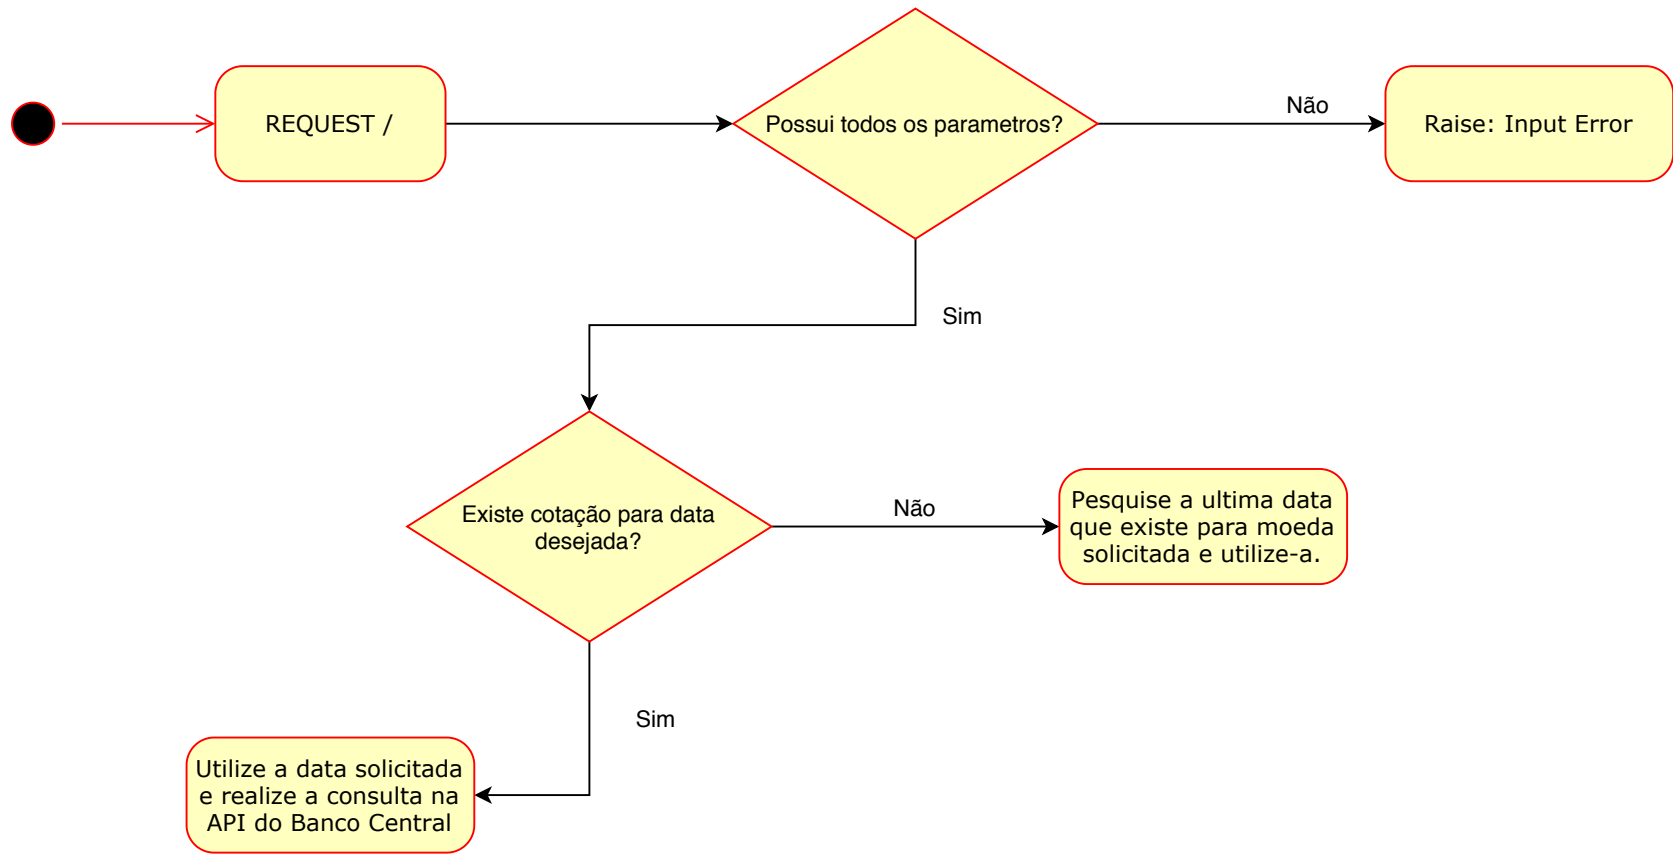 REQUEST /
Possui todos os parametros?
Não
Raise: Input Error
Sim
Existe cotação para data
desejada?
Não
Pesquise a ultima data
que existe para moeda
solicitada e utilize-a.
Sim
Utilize a data solicitada
e realize a consulta na
API do Banco Central